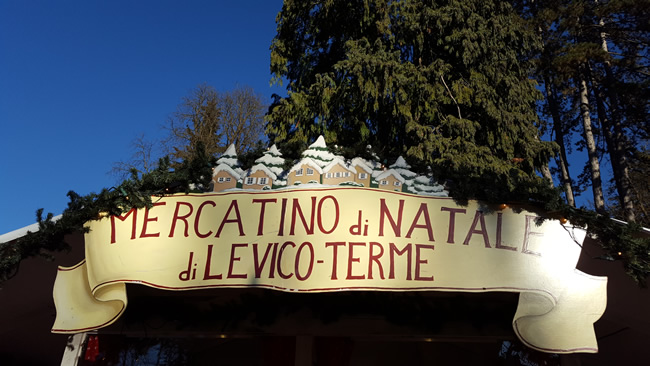 MERCATINO di NATALE
di LEVICO-TERME